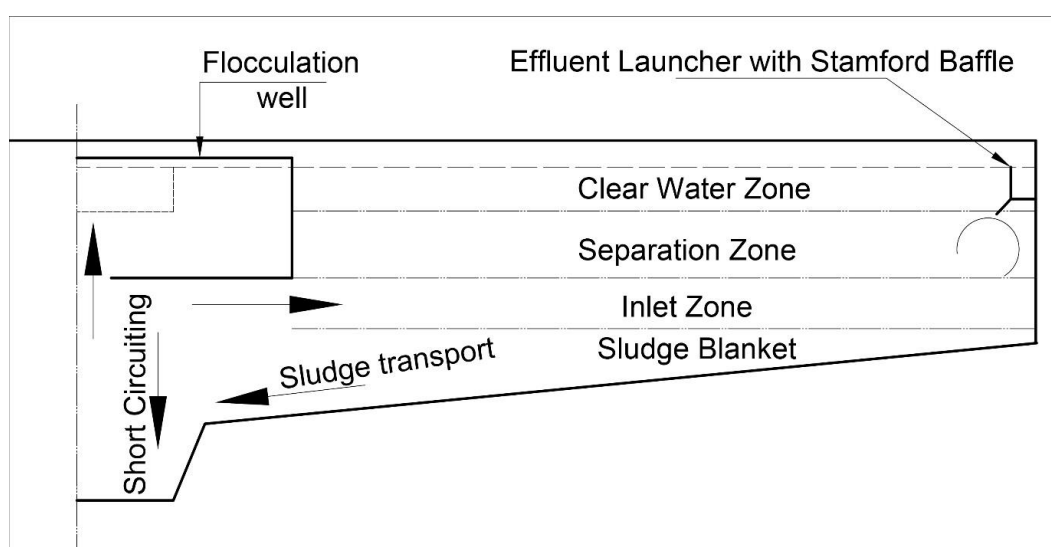 Flocculation
well
Effluent Launcher with Stamford Baffle
Clear Water Zone
Separation Zone
Inlet Zone
Sludge Blanket
Sludge transport
Short Circuiting